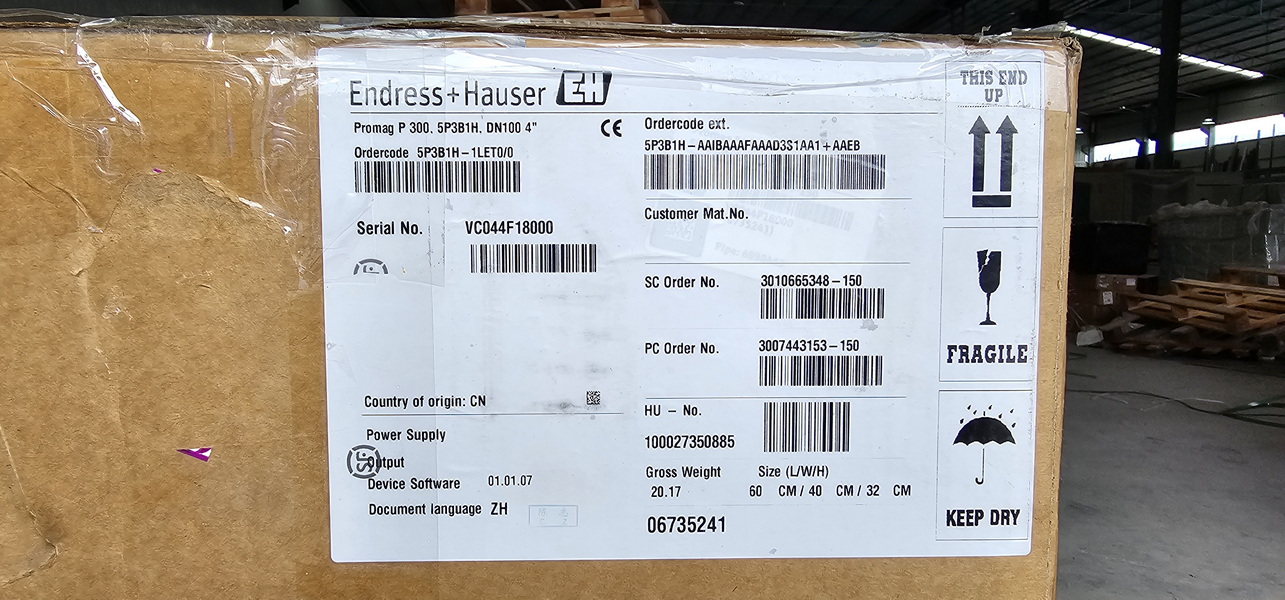 Endress+Hauser EH
Promag P 300, 5P3B1H, DN100 4"
Ordercode 5P3B1H-1LET0/0
Serial No. VC044F18000
Country of origin: CN
Power Supply
Output
Device Software 01.01.07
Document language ZH
Ordercode ext.
5P3B1H-AAIBAAAFAAAD3S1AA1+AAEB
Customer Mat.No.
SC Order No. 3010665348-150
PC Order No. 3007443153-150
HU - No.
100027350885
Gross Weight Size (L/W/H)
20.17 60 CM / 40 CM / 32 CM
06735241
THIS END
UP
FRAGILE
KEEP DRY